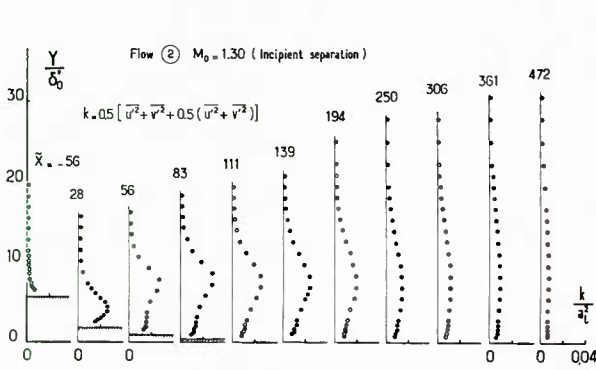 Flow ② M₀ = 1.30 ( Incipient separation )
Y / δ₀*
k = 0.5 [ u'² + v'² + 0.5 ( u'² + v'² ) ]
X̃ = -56
28
56
83
111
139
194
250
306
361
472
30
20
10
0
k / aᵢ²
0 0 0 0 0 0.04